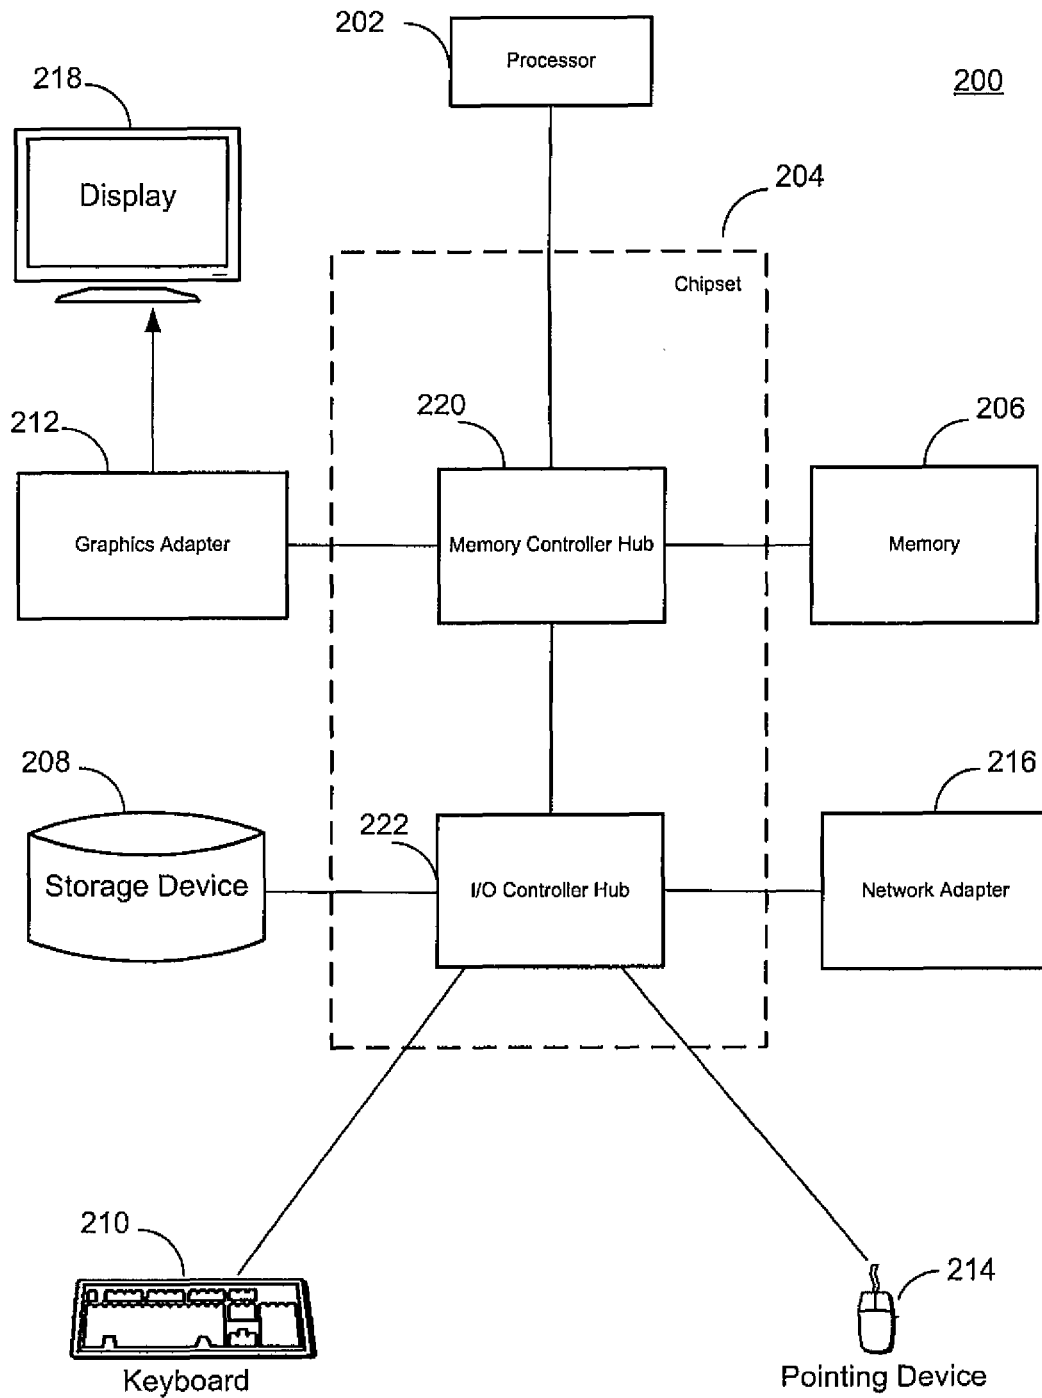 202
Processor
200
218
Display
204
Chipset
212
220
206
Graphics Adapter
Memory Controller Hub
Memory
208
222
216
Storage Device
I/O Controller Hub
Network Adapter
210
214
Keyboard
Pointing Device